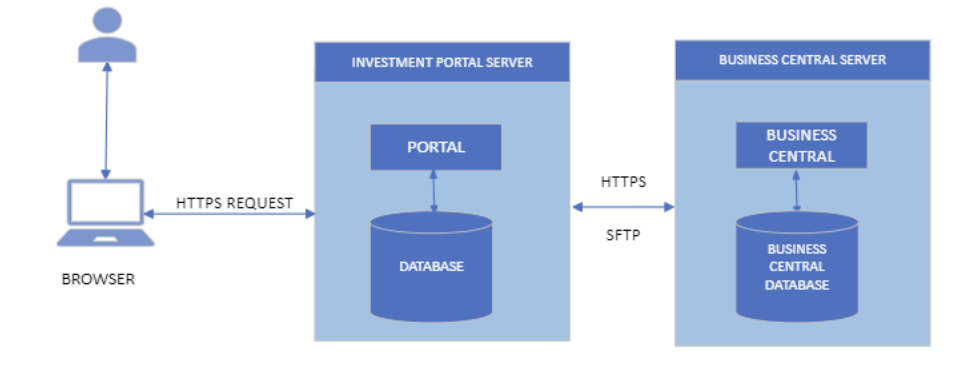 INVESTMENT PORTAL SERVER
BUSINESS CENTRAL SERVER
PORTAL
BUSINESS
CENTRAL
HTTPS REQUEST
HTTPS
SFTP
DATABASE
BUSINESS
CENTRAL
DATABASE
BROWSER